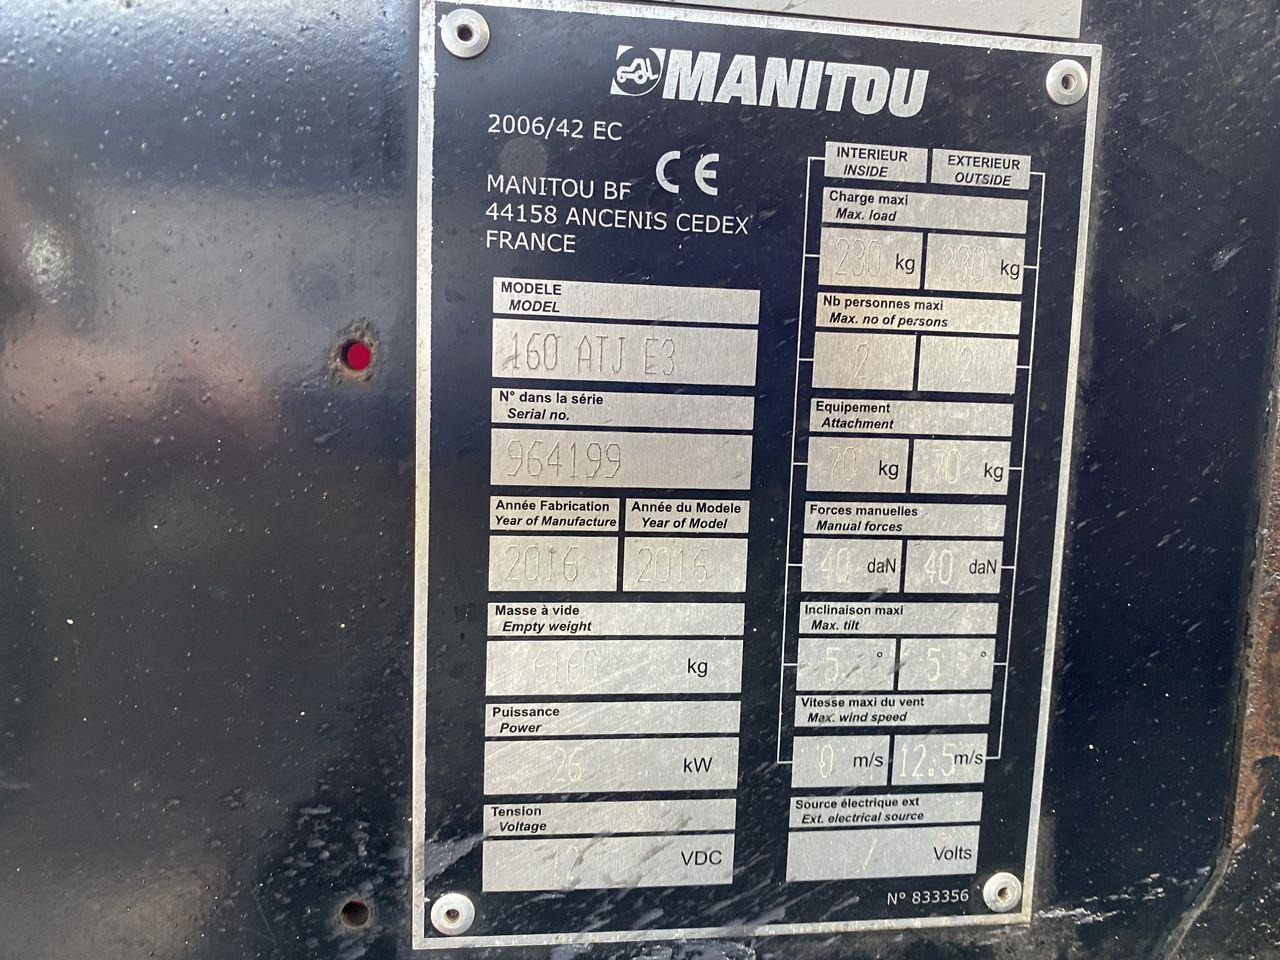 MANITOU
2006/42 EC
CE
MANITOU BF
44158 ANCENIS CEDEX
FRANCE
MODELE
MODEL
160 ATJ E3
N° dans la série
Serial no.
964199
Année Fabrication Année du Modele
Year of Manufacture Year of Model
2016 2016
Masse à vide
Empty weight
6160 kg
Puissance
Power
26 kW
Tension
Voltage
12 VDC
INTERIEUR EXTERIEUR
INSIDE OUTSIDE
Charge maxi
Max. load
230 kg 230 kg
Nb personnes maxi
Max. no of persons
2 2
Equipement
Attachment
70 kg 70 kg
Forces manuelles
Manual forces
40 daN 40 daN
Inclinaison maxi
Max. tilt
5 ° 5 °
Vitesse maxi du vent
Max. wind speed
0 m/s 12.5 m/s
Source électrique ext
Ext. electrical source
/ Volts
N° 833356